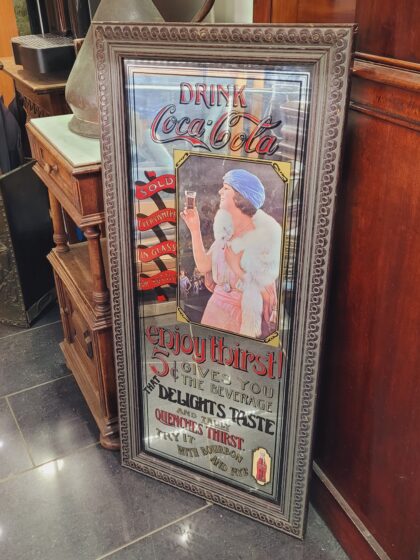 DRINK
Coca-Cola
SOLD
EVERYWHERE
IN GLASS
enjoy thirst!
5¢ GIVES YOU
THE BEVERAGE
THAT DELIGHTS TASTE
AND TRULY
QUENCHES THIRST
TRY IT
WITH BOURBON
AND RYE